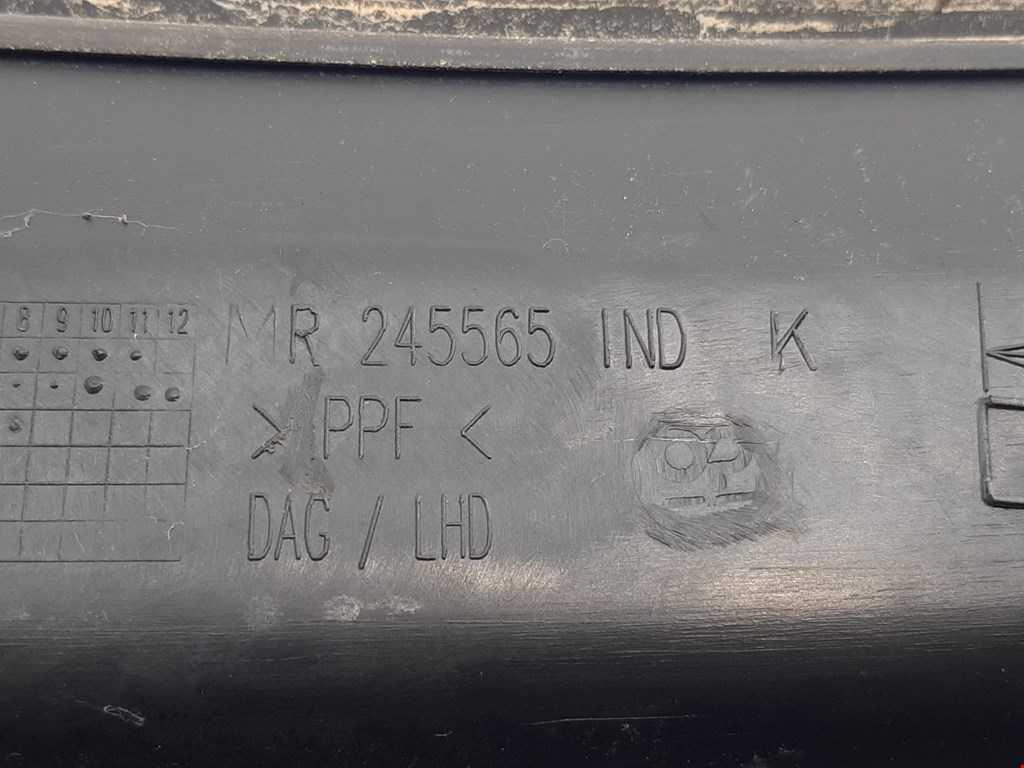 8 9 10 11 12
MR 245565 IND K
> PPF <
DAG / LHD